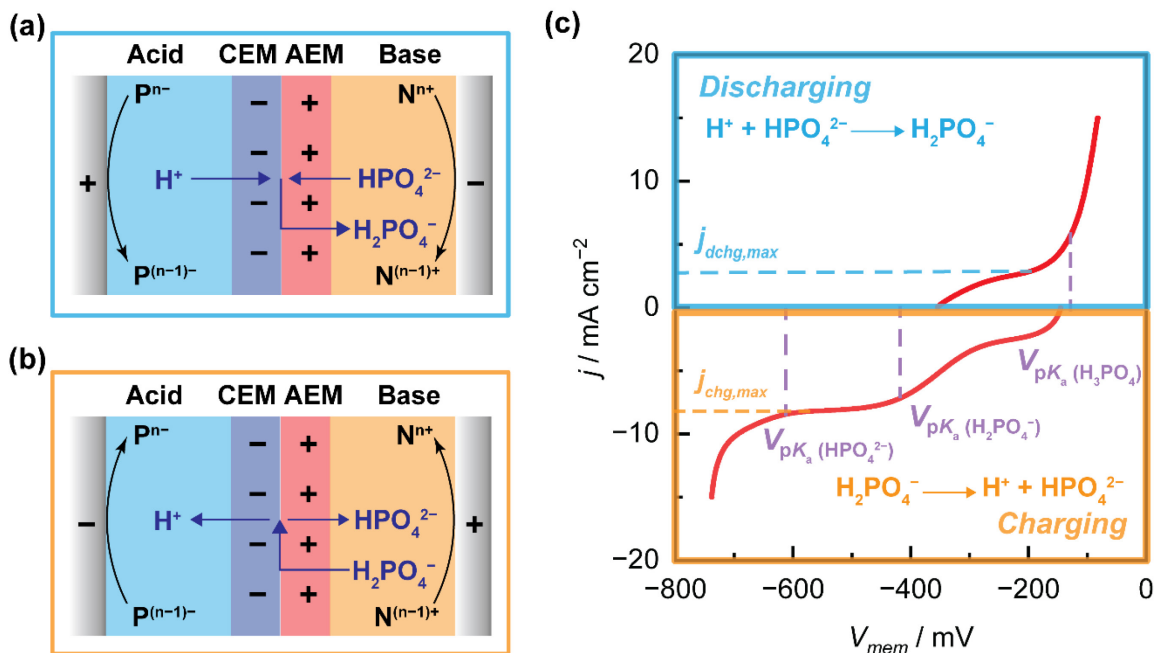 (a)
Acid CEM AEM Base
Pⁿ⁻ − + Nⁿ⁺
− +
+ H⁺ HPO₄²⁻ −
− + H₂PO₄⁻
− +
P⁽ⁿ⁻¹⁾⁻ N⁽ⁿ⁻¹⁾⁺
(b)
Acid CEM AEM Base
Pⁿ⁻ − + Nⁿ⁺
− +
− H⁺ HPO₄²⁻ +
− + H₂PO₄⁻
− +
P⁽ⁿ⁻¹⁾⁻ N⁽ⁿ⁻¹⁾⁺
(c)
20
10
0
−10
−20
j / mA cm⁻²
Discharging
H⁺ + HPO₄²⁻ → H₂PO₄⁻
j_dchg,max
j_chg,max
V_pKₐ (H₃PO₄)
V_pKₐ (H₂PO₄⁻)
V_pKₐ (HPO₄²⁻)
H₂PO₄⁻ → H⁺ + HPO₄²⁻
Charging
−800 −600 −400 −200 0
V_mem / mV